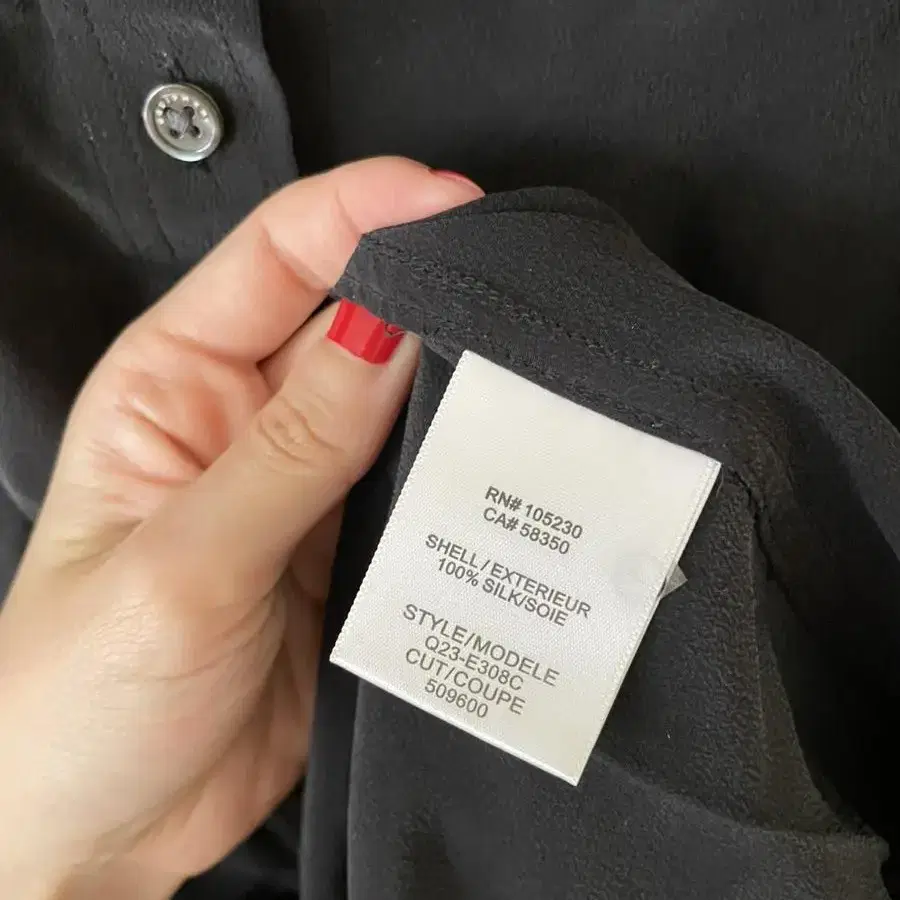 RN# 105230
CA# 58350
SHELL/EXTERIEUR
100% SILK/SOIE
STYLE/MODELE
Q23-E308C
CUT/COUPE
509600